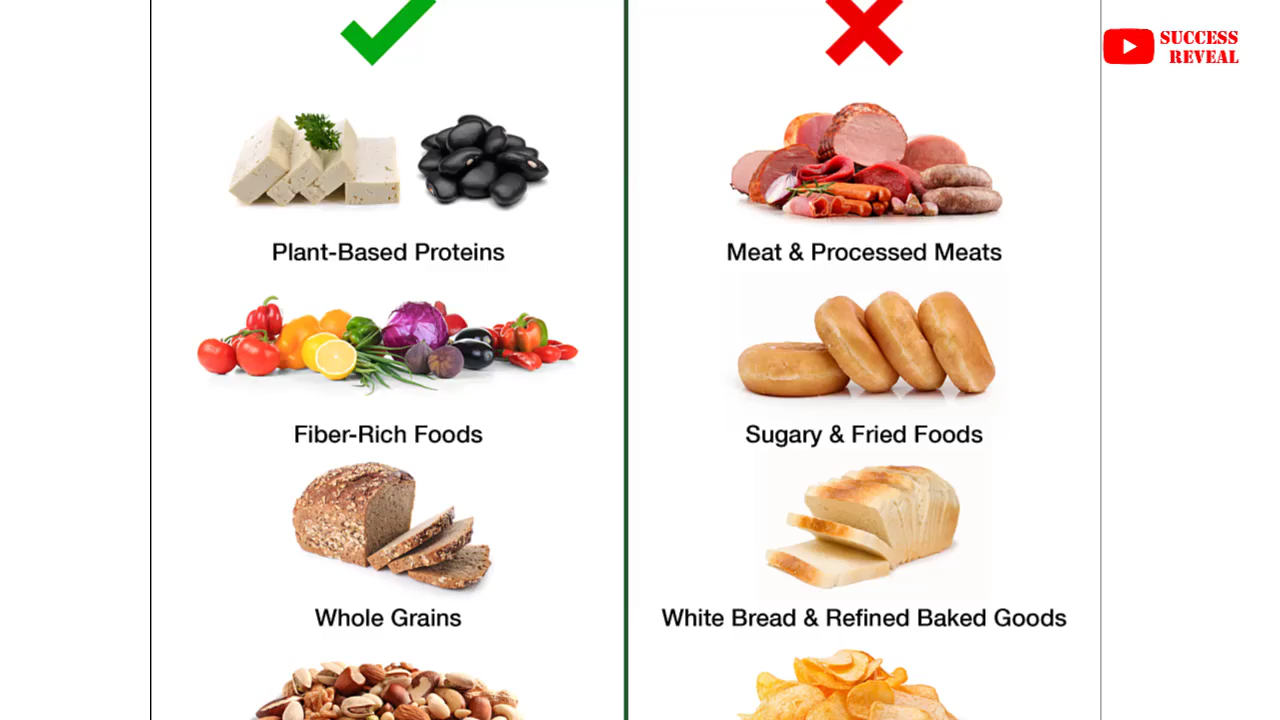 SUCCESS
REVEAL
Plant-Based Proteins
Meat & Processed Meats
Fiber-Rich Foods
Sugary & Fried Foods
Whole Grains
White Bread & Refined Baked Goods